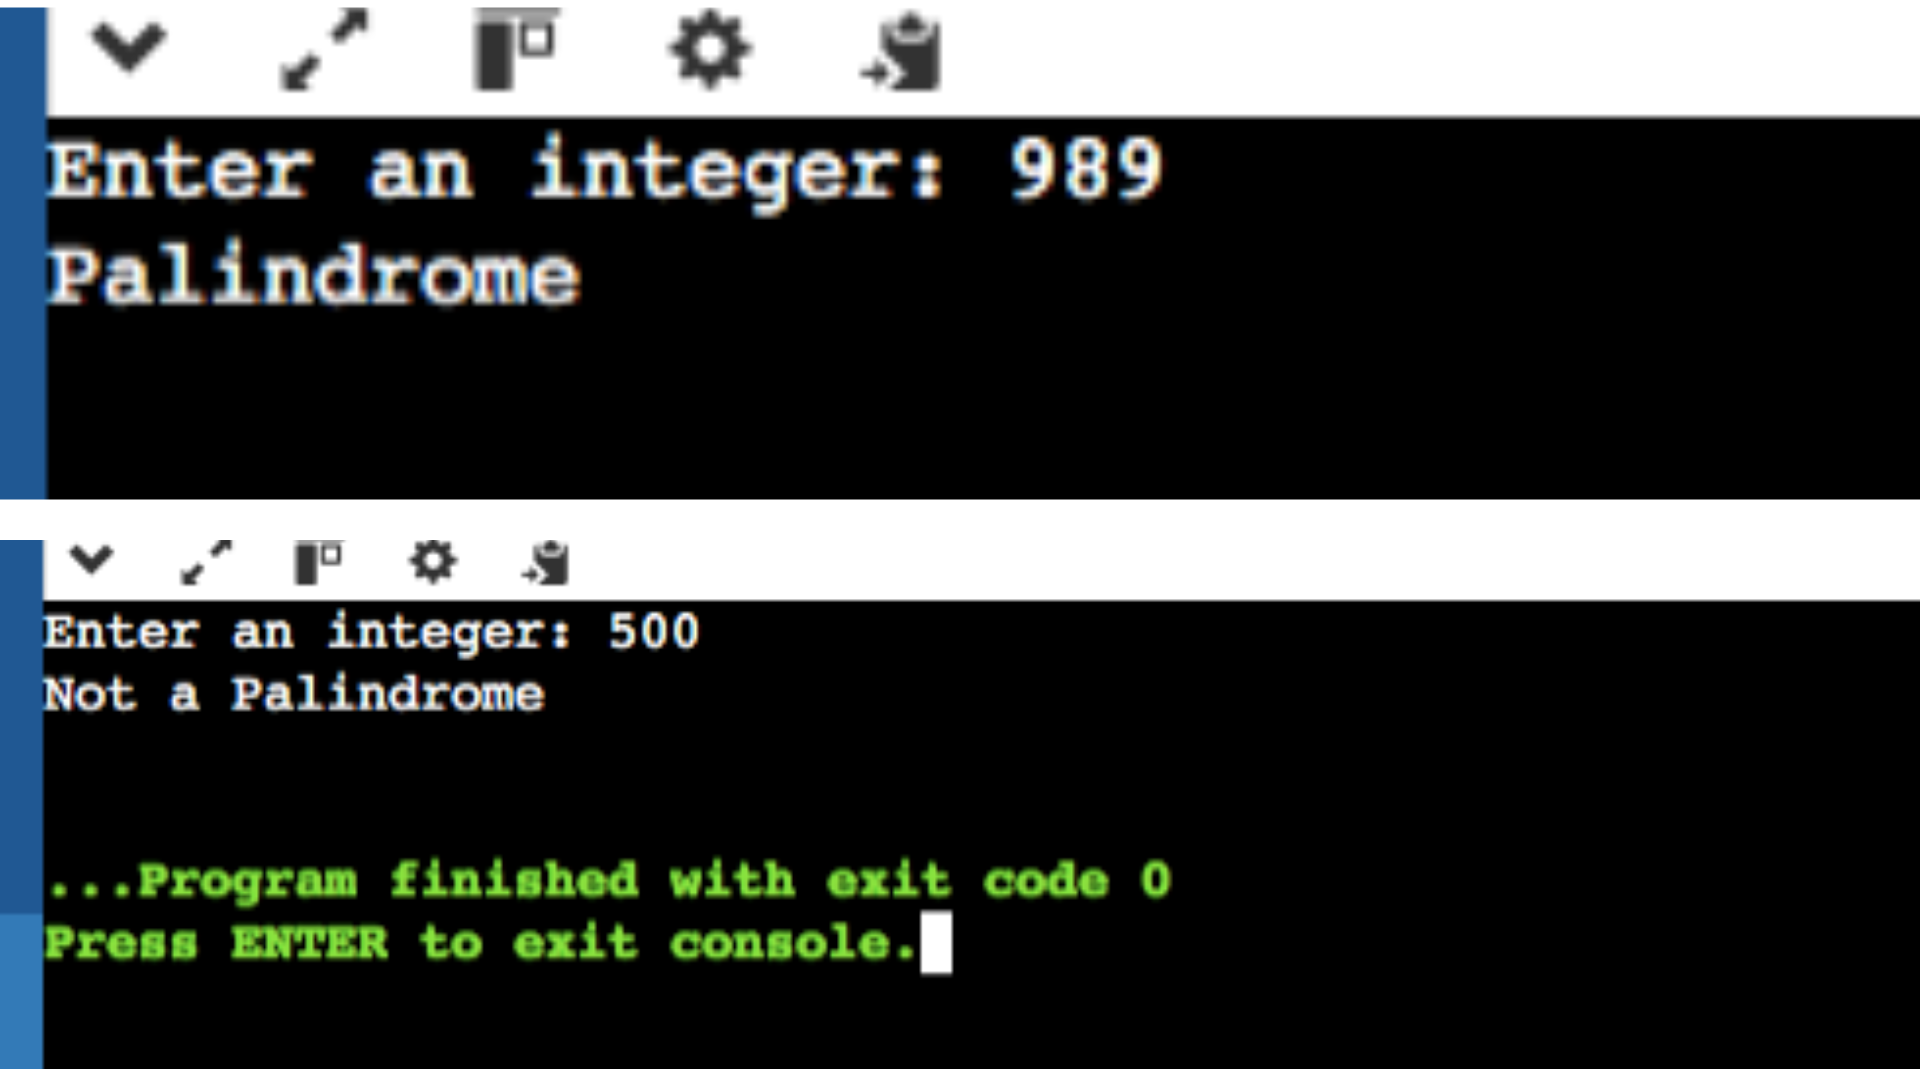 Enter an integer: 989
Palindrome
Enter an integer: 500
Not a Palindrome
...Program finished with exit code 0
Press ENTER to exit console.